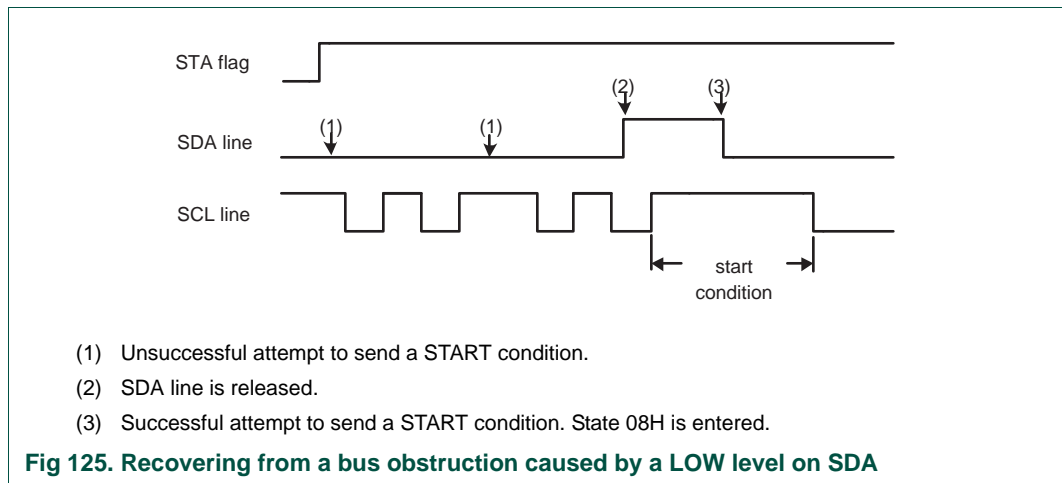 STA flag
(2) (3)
(1) (1)
SDA line
SCL line
start
condition
(1) Unsuccessful attempt to send a START condition.
(2) SDA line is released.
(3) Successful attempt to send a START condition. State 08H is entered.
Fig 125. Recovering from a bus obstruction caused by a LOW level on SDA